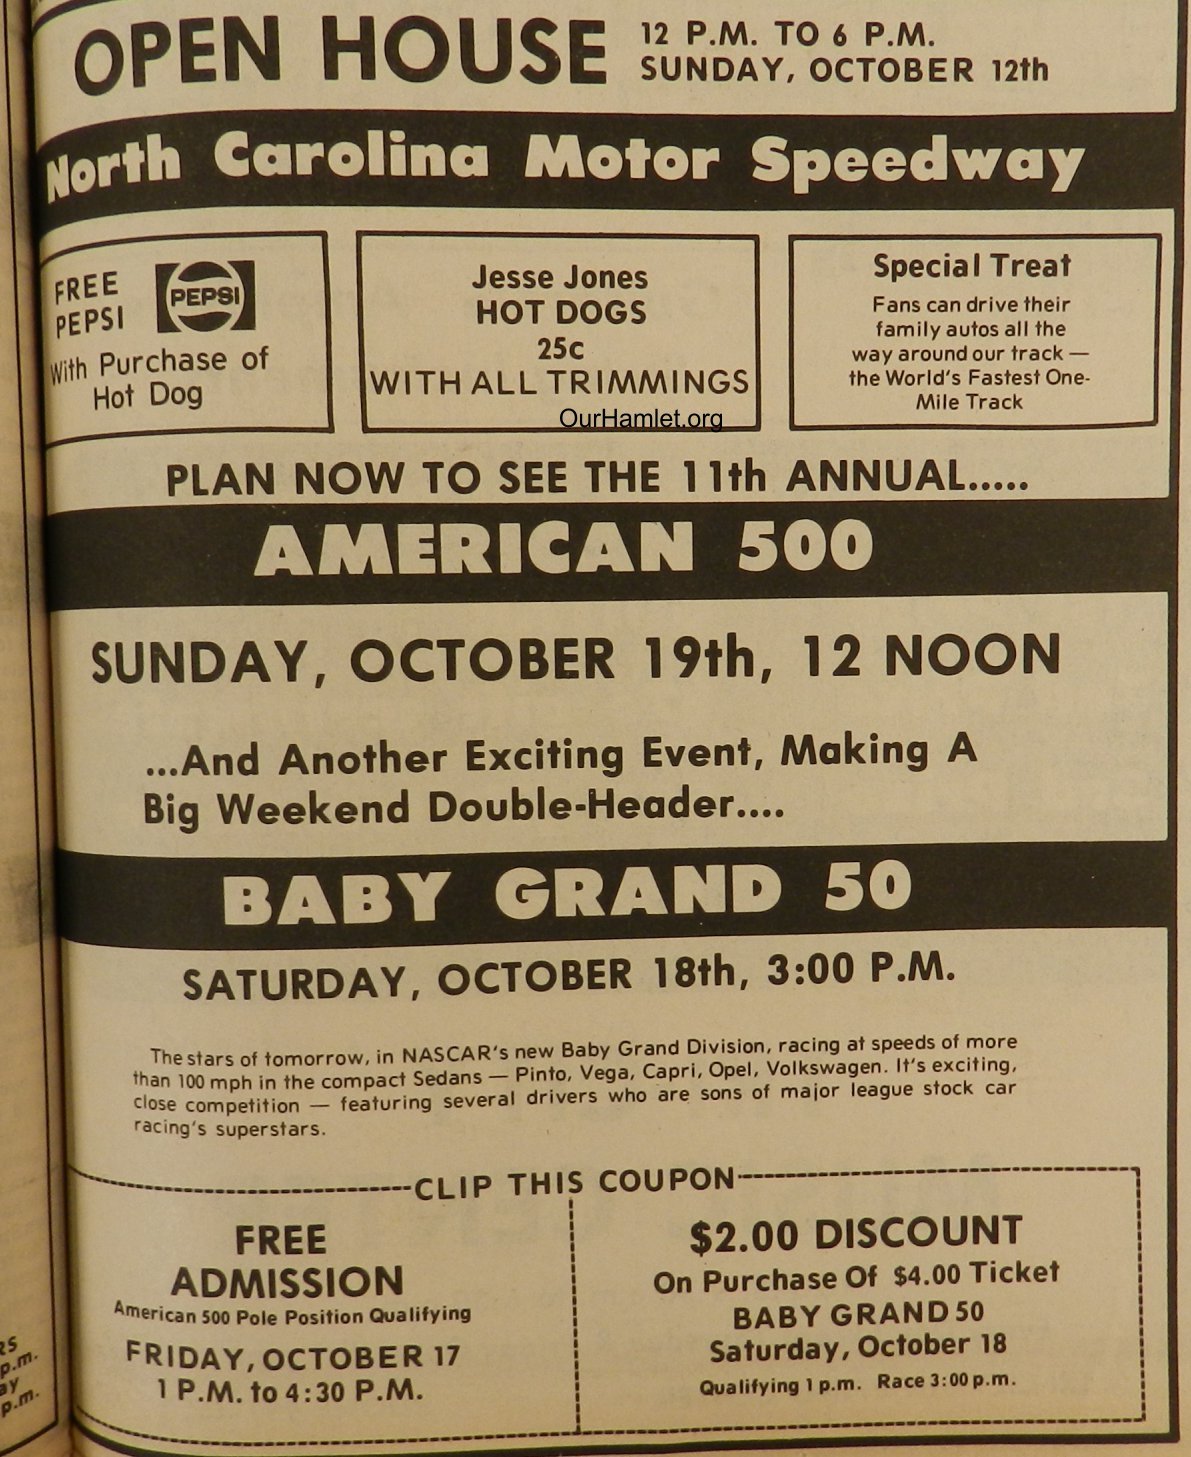 OPEN HOUSE
12 P.M. TO 6 P.M.
SUNDAY, OCTOBER 12th
North Carolina Motor Speedway
FREE
PEPSI
PEPSI
With Purchase of
Hot Dog
Jesse Jones
HOT DOGS
25c
WITH ALL TRIMMINGS
OurHamlet.org
Special Treat
Fans can drive their
family autos all the
way around our track —
the World's Fastest One-
Mile Track
PLAN NOW TO SEE THE 11th ANNUAL.....
AMERICAN 500
SUNDAY, OCTOBER 19th, 12 NOON
...And Another Exciting Event, Making A
Big Weekend Double-Header....
BABY GRAND 50
SATURDAY, OCTOBER 18th, 3:00 P.M.
The stars of tomorrow, in NASCAR's new Baby Grand Division, racing at speeds of more
than 100 mph in the compact Sedans — Pinto, Vega, Capri, Opel, Volkswagen. It's exciting,
close competition — featuring several drivers who are sons of major league stock car
racing's superstars.
CLIP THIS COUPON
FREE
ADMISSION
American 500 Pole Position Qualifying
FRIDAY, OCTOBER 17
1 P.M. to 4:30 P.M.
$2.00 DISCOUNT
On Purchase Of $4.00 Ticket
BABY GRAND 50
Saturday, October 18
Qualifying 1 p.m. Race 3:00 p.m.
p.m.
p.m.